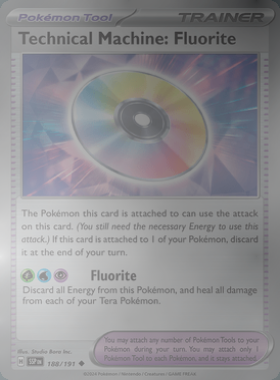 Pokémon Tool TRAINER
Technical Machine: Fluorite
The Pokémon this card is attached to can use the attack
on this card. (You still need the necessary Energy to use this
attack.) If this card is attached to 1 of your Pokémon, discard
it at the end of your turn.
Fluorite
Discard all Energy from this Pokémon, and heal all damage
from each of your Tera Pokémon.
You may attach any number of Pokémon Tools to your Pokémon
during your turn. You may attach only 1
Pokémon Tool to each Pokémon, and it stays attached.
Illus. Studio Bora Inc.
188/191
©2024 Pokémon / Nintendo / Creatures / GAME FREAK